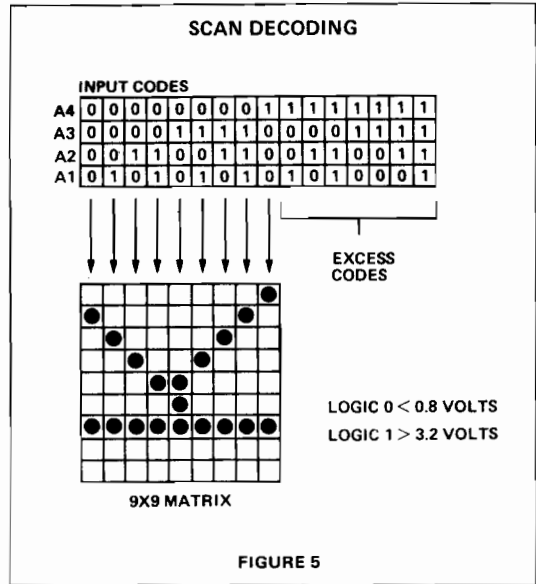 SCAN DECODING
INPUT CODES
A4 0 0 0 0 0 0 0 0 1 1 1 1 1 1 1 1
A3 0 0 0 0 1 1 1 1 0 0 0 0 1 1 1 1
A2 0 0 1 1 0 0 1 1 0 0 1 1 0 0 1 1
A1 0 1 0 1 0 1 0 1 0 1 0 1 0 0 0 1
EXCESS
CODES
LOGIC 0 < 0.8 VOLTS
LOGIC 1 > 3.2 VOLTS
9X9 MATRIX
FIGURE 5